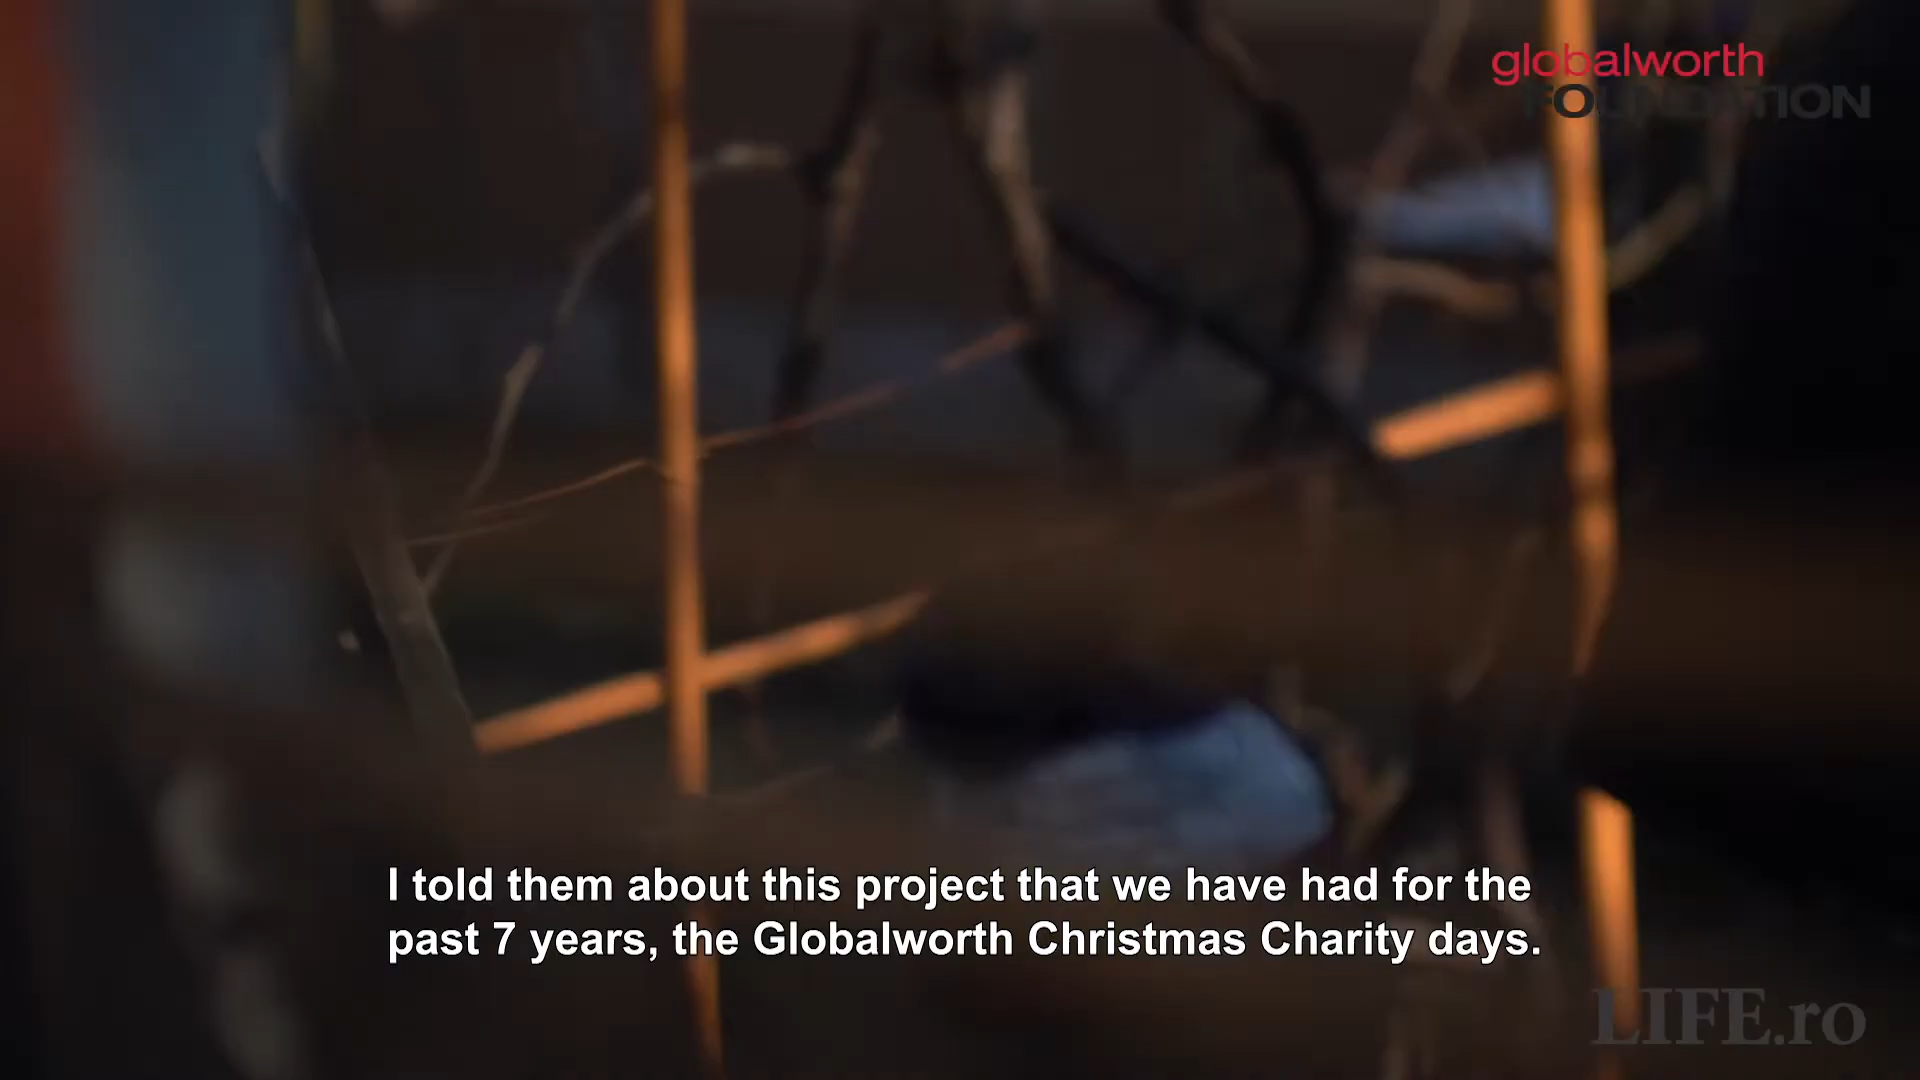 globalworth
FOUNDATION
I told them about this project that we have had for the
past 7 years, the Globalworth Christmas Charity days.
LIFE.ro